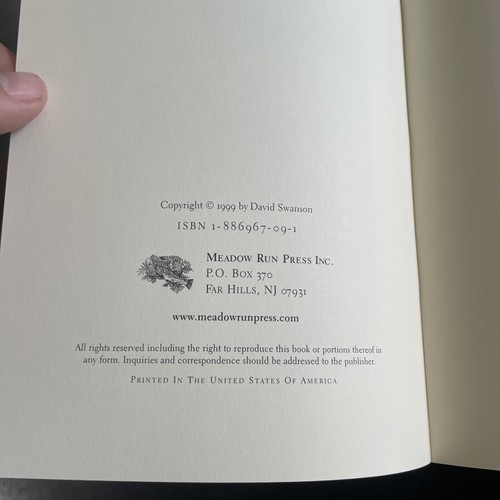 Copyright © 1999 by David Swanson
ISBN 1-886967-09-1
Meadow Run Press Inc.
P.O. Box 370
Far Hills, NJ 07931
www.meadowrunpress.com
All rights reserved including the right to reproduce this book or portions thereof in
any form. Inquiries and correspondence should be addressed to the publisher.
Printed In The United States Of America